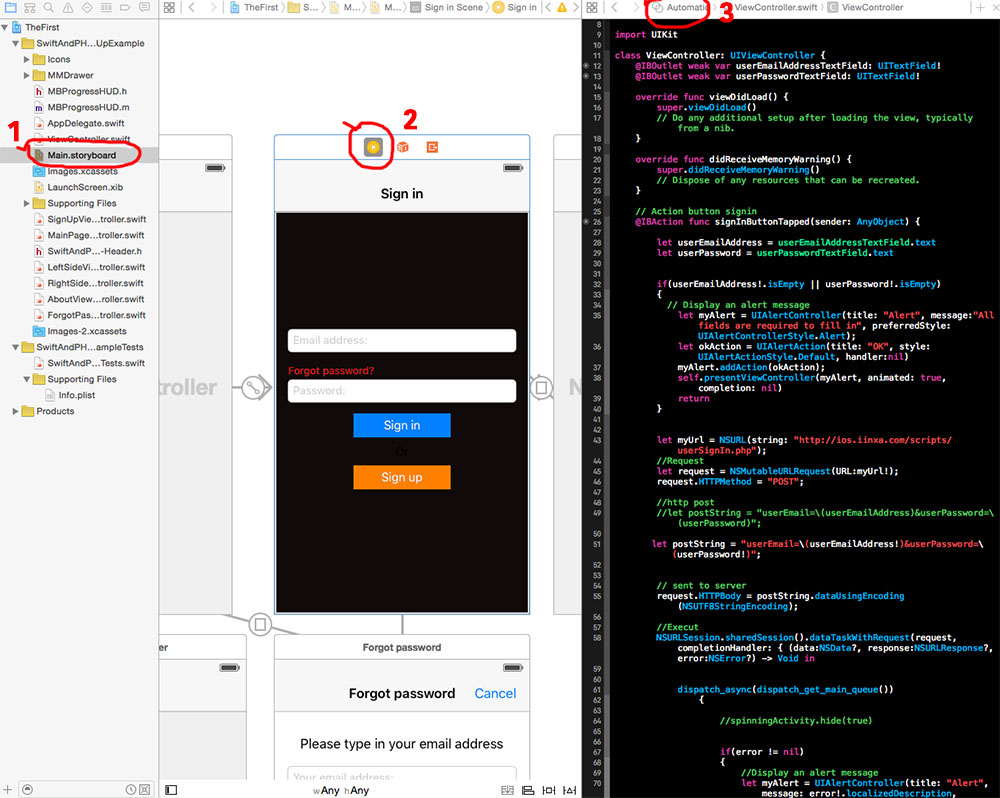 TheFirst
S...
M...
M...
Sign in Scene
Sign in
Automatic
ViewController.swift
ViewController
1
2
3
TheFirst
SwiftAndPH...UpExample
Icons
MMDrawer
MBProgressHUD.h
MBProgressHUD.m
AppDelegate.swift
ViewController.swift
Main.storyboard
Images.xcassets
LaunchScreen.xib
Supporting Files
SignUpVie...troller.swift
MainPage...troller.swift
SwiftAndP...-Header.h
LeftSideVi...troller.swift
RightSide...troller.swift
AboutView...roller.swift
ForgotPas...troller.swift
Images-2.xcassets
SwiftAndPH...ampleTests
SwiftAndP...Tests.swift
Supporting Files
Info.plist
Products
Sign in
Email address:
Forgot password?
Password:
Sign in
Or
Sign up
troller
N
er
Forgot password
Forgot password
Cancel
Please type in your email address
Your email address:
wAny hAny
8
9 import UIKit
10
11 class ViewController: UIViewController {
12 @IBOutlet weak var userEmailAddressTextField: UITextField!
13 @IBOutlet weak var userPasswordTextField: UITextField!
14
15 override func viewDidLoad() {
16 super.viewDidLoad()
17 // Do any additional setup after loading the view, typically
from a nib.
18 }
19
20 override func didReceiveMemoryWarning() {
21 super.didReceiveMemoryWarning()
22 // Dispose of any resources that can be recreated.
23 }
24
25 // Action button signin
26 @IBAction func signInButtonTapped(sender: AnyObject) {
27
28 let userEmailAddress = userEmailAddressTextField.text
29 let userPassword = userPasswordTextField.text
30
31
32 if(userEmailAddress!.isEmpty || userPassword!.isEmpty)
33 {
34 // Display an alert message
35 let myAlert = UIAlertController(title: "Alert", message:"All
fields are required to fill in", preferredStyle:
UIAlertControllerStyle.Alert);
36 let okAction = UIAlertAction(title: "OK", style:
UIAlertActionStyle.Default, handler:nil)
37 myAlert.addAction(okAction);
38 self.presentViewController(myAlert, animated: true,
completion: nil)
39 return
40 }
41
42
43 let myUrl = NSURL(string: "http://ios.iinxa.com/scripts/
userSignIn.php");
44 //Request
45 let request = NSMutableURLRequest(URL:myUrl!);
46 request.HTTPMethod = "POST";
47
48 //http post
49 //let postString = "userEmail=\(userEmailAddress)&userPassword=\
(userPassword)";
50
51 let postString = "userEmail=\(userEmailAddress!)&userPassword=\
(userPassword!)";
52
53
54 // sent to server
55 request.HTTPBody = postString.dataUsingEncoding
(NSUTF8StringEncoding);
56
57 //Execut
58 NSURLSession.sharedSession().dataTaskWithRequest(request,
completionHandler: { (data:NSData?, response:NSURLResponse?,
error:NSError?) -> Void in
59
60
61 dispatch_async(dispatch_get_main_queue())
62 {
63
64 //spinningActivity.hide(true)
65
66
67 if(error != nil)
68 {
69 //Display an alert message
70 let myAlert = UIAlertController(title: "Alert",
message: error!.localizedDescription,